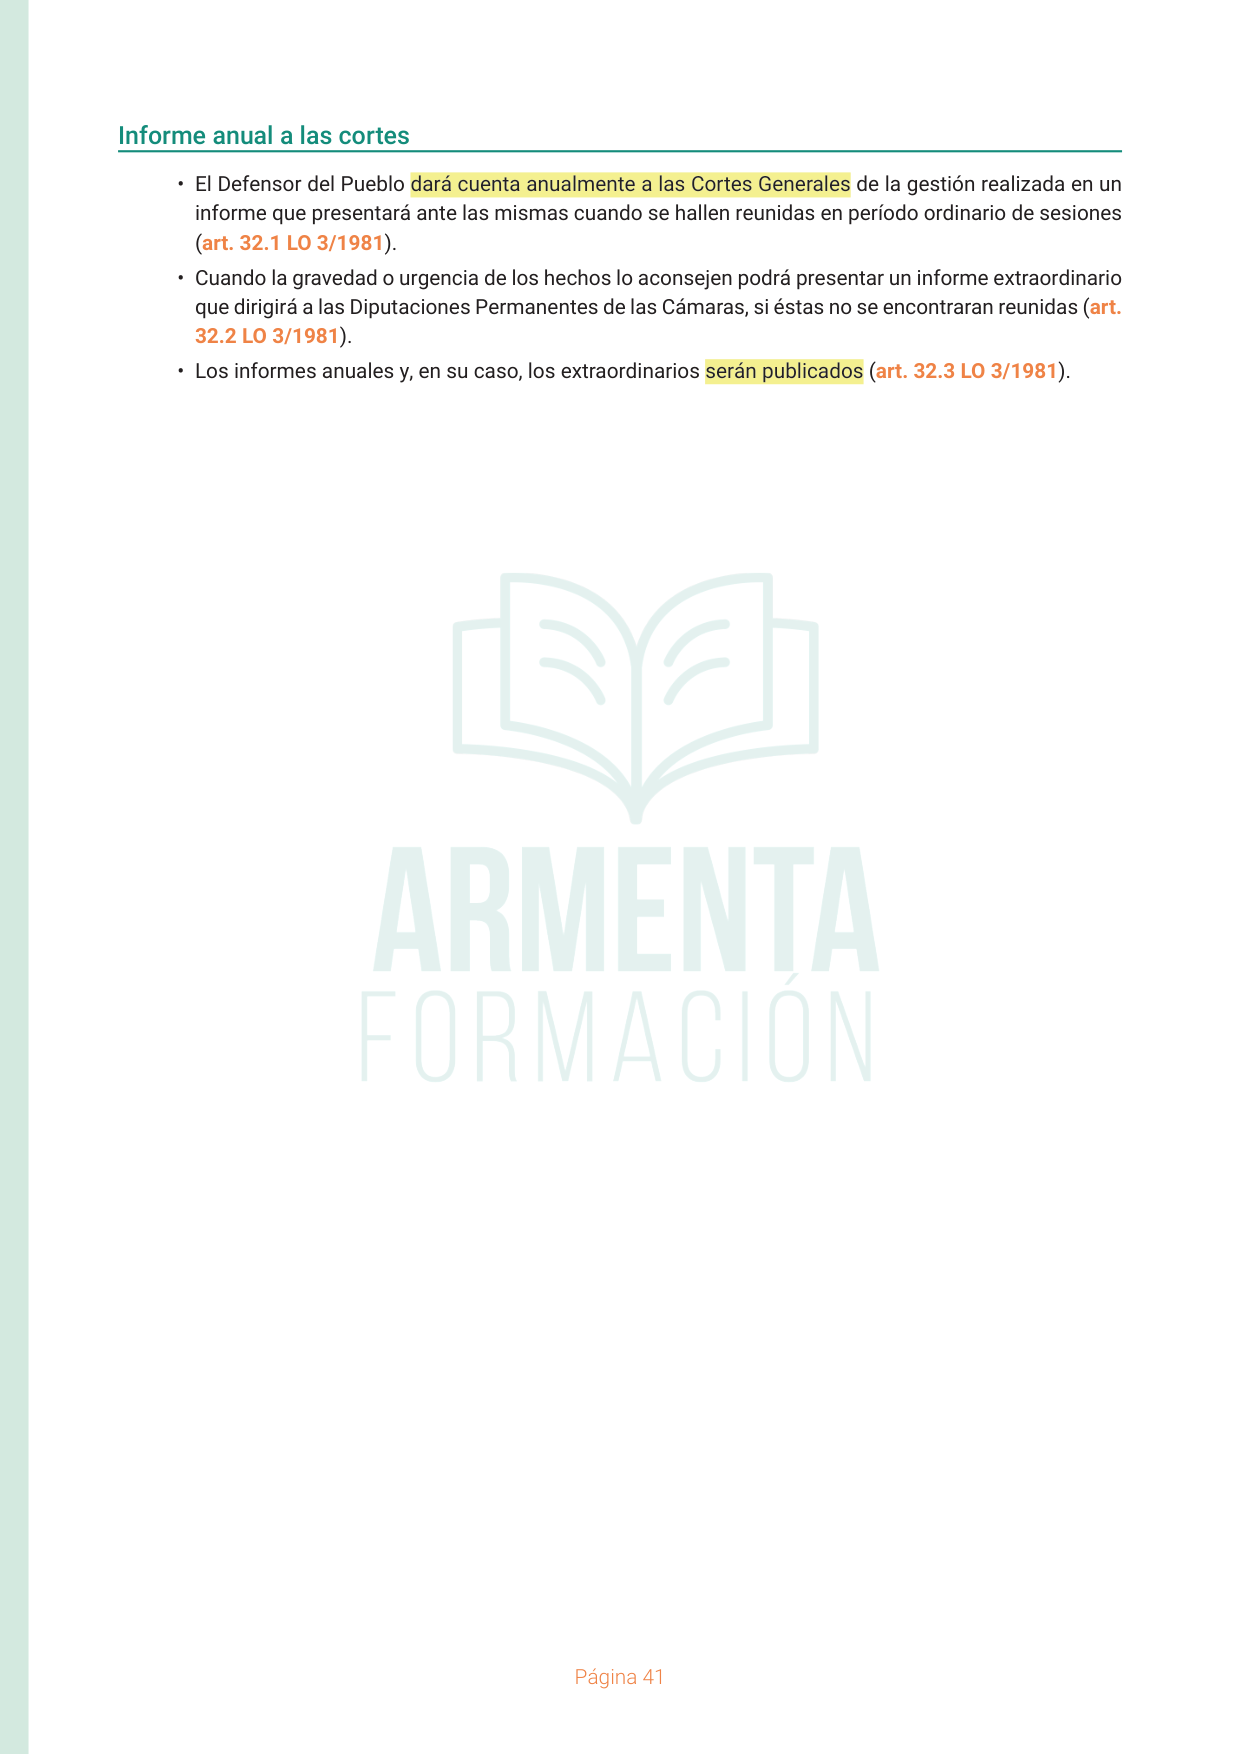 Informe anual a las cortes
• El Defensor del Pueblo dará cuenta anualmente a las Cortes Generales de la gestión realizada en un
informe que presentará ante las mismas cuando se hallen reunidas en período ordinario de sesiones
(art. 32.1 LO 3/1981).
• Cuando la gravedad o urgencia de los hechos lo aconsejen podrá presentar un informe extraordinario
que dirigirá a las Diputaciones Permanentes de las Cámaras, si éstas no se encontraran reunidas (art.
32.2 LO 3/1981).
• Los informes anuales y, en su caso, los extraordinarios serán publicados (art. 32.3 LO 3/1981).
ARMENTA
FORMACIÓN
Página 41